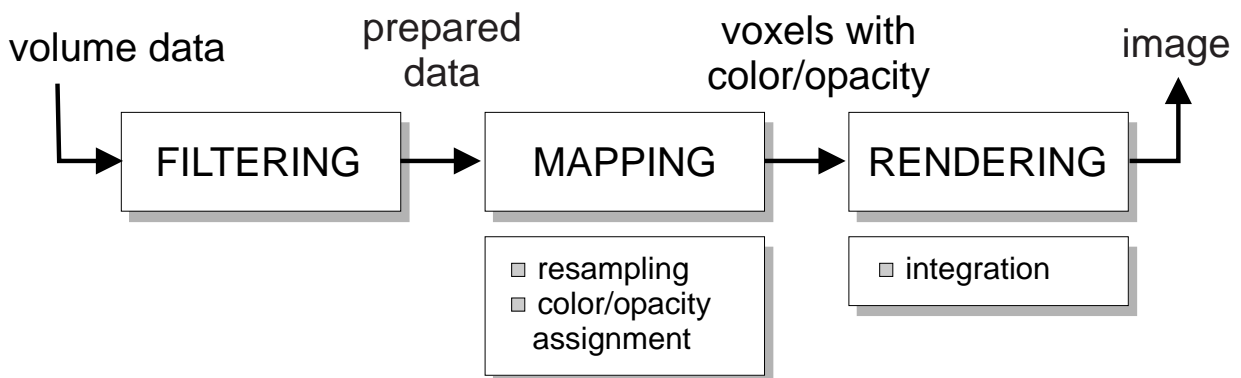 volume data
prepared
data
voxels with
color/opacity
image
FILTERING
MAPPING
RENDERING
resampling
color/opacity
assignment
integration